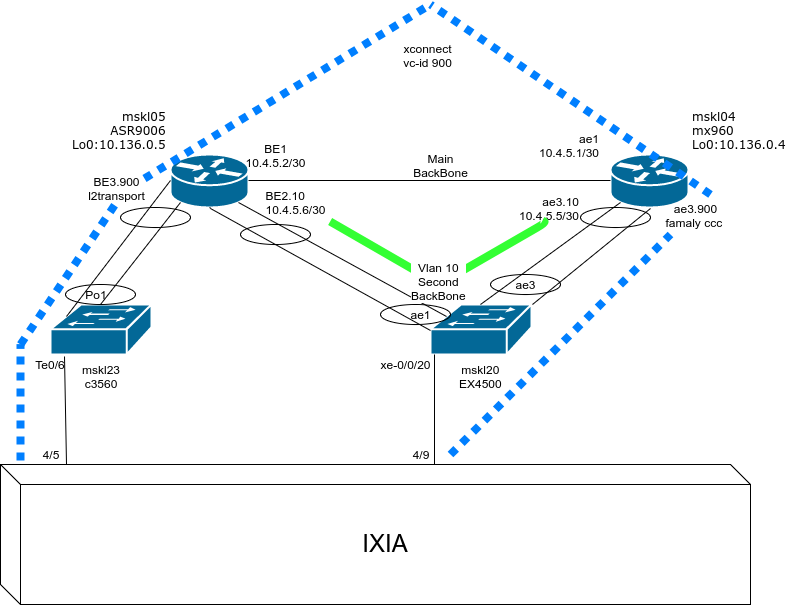 xconnect
vc-id 900
mskl05
ASR9006
Lo0:10.136.0.5
mskl04
mx960
Lo0:10.136.0.4
BE1
10.4.5.2/30
ae1
10.4.5.1/30
Main
BackBone
BE3.900
l2transport
BE2.10
10.4.5.6/30
ae3.10
10.4.5.5/30
ae3.900
famaly ccc
Vlan 10
Second
BackBone
Po1
ae1
ae3
Te0/6
mskl23
c3560
xe-0/0/20
mskl20
EX4500
4/5
4/9
IXIA